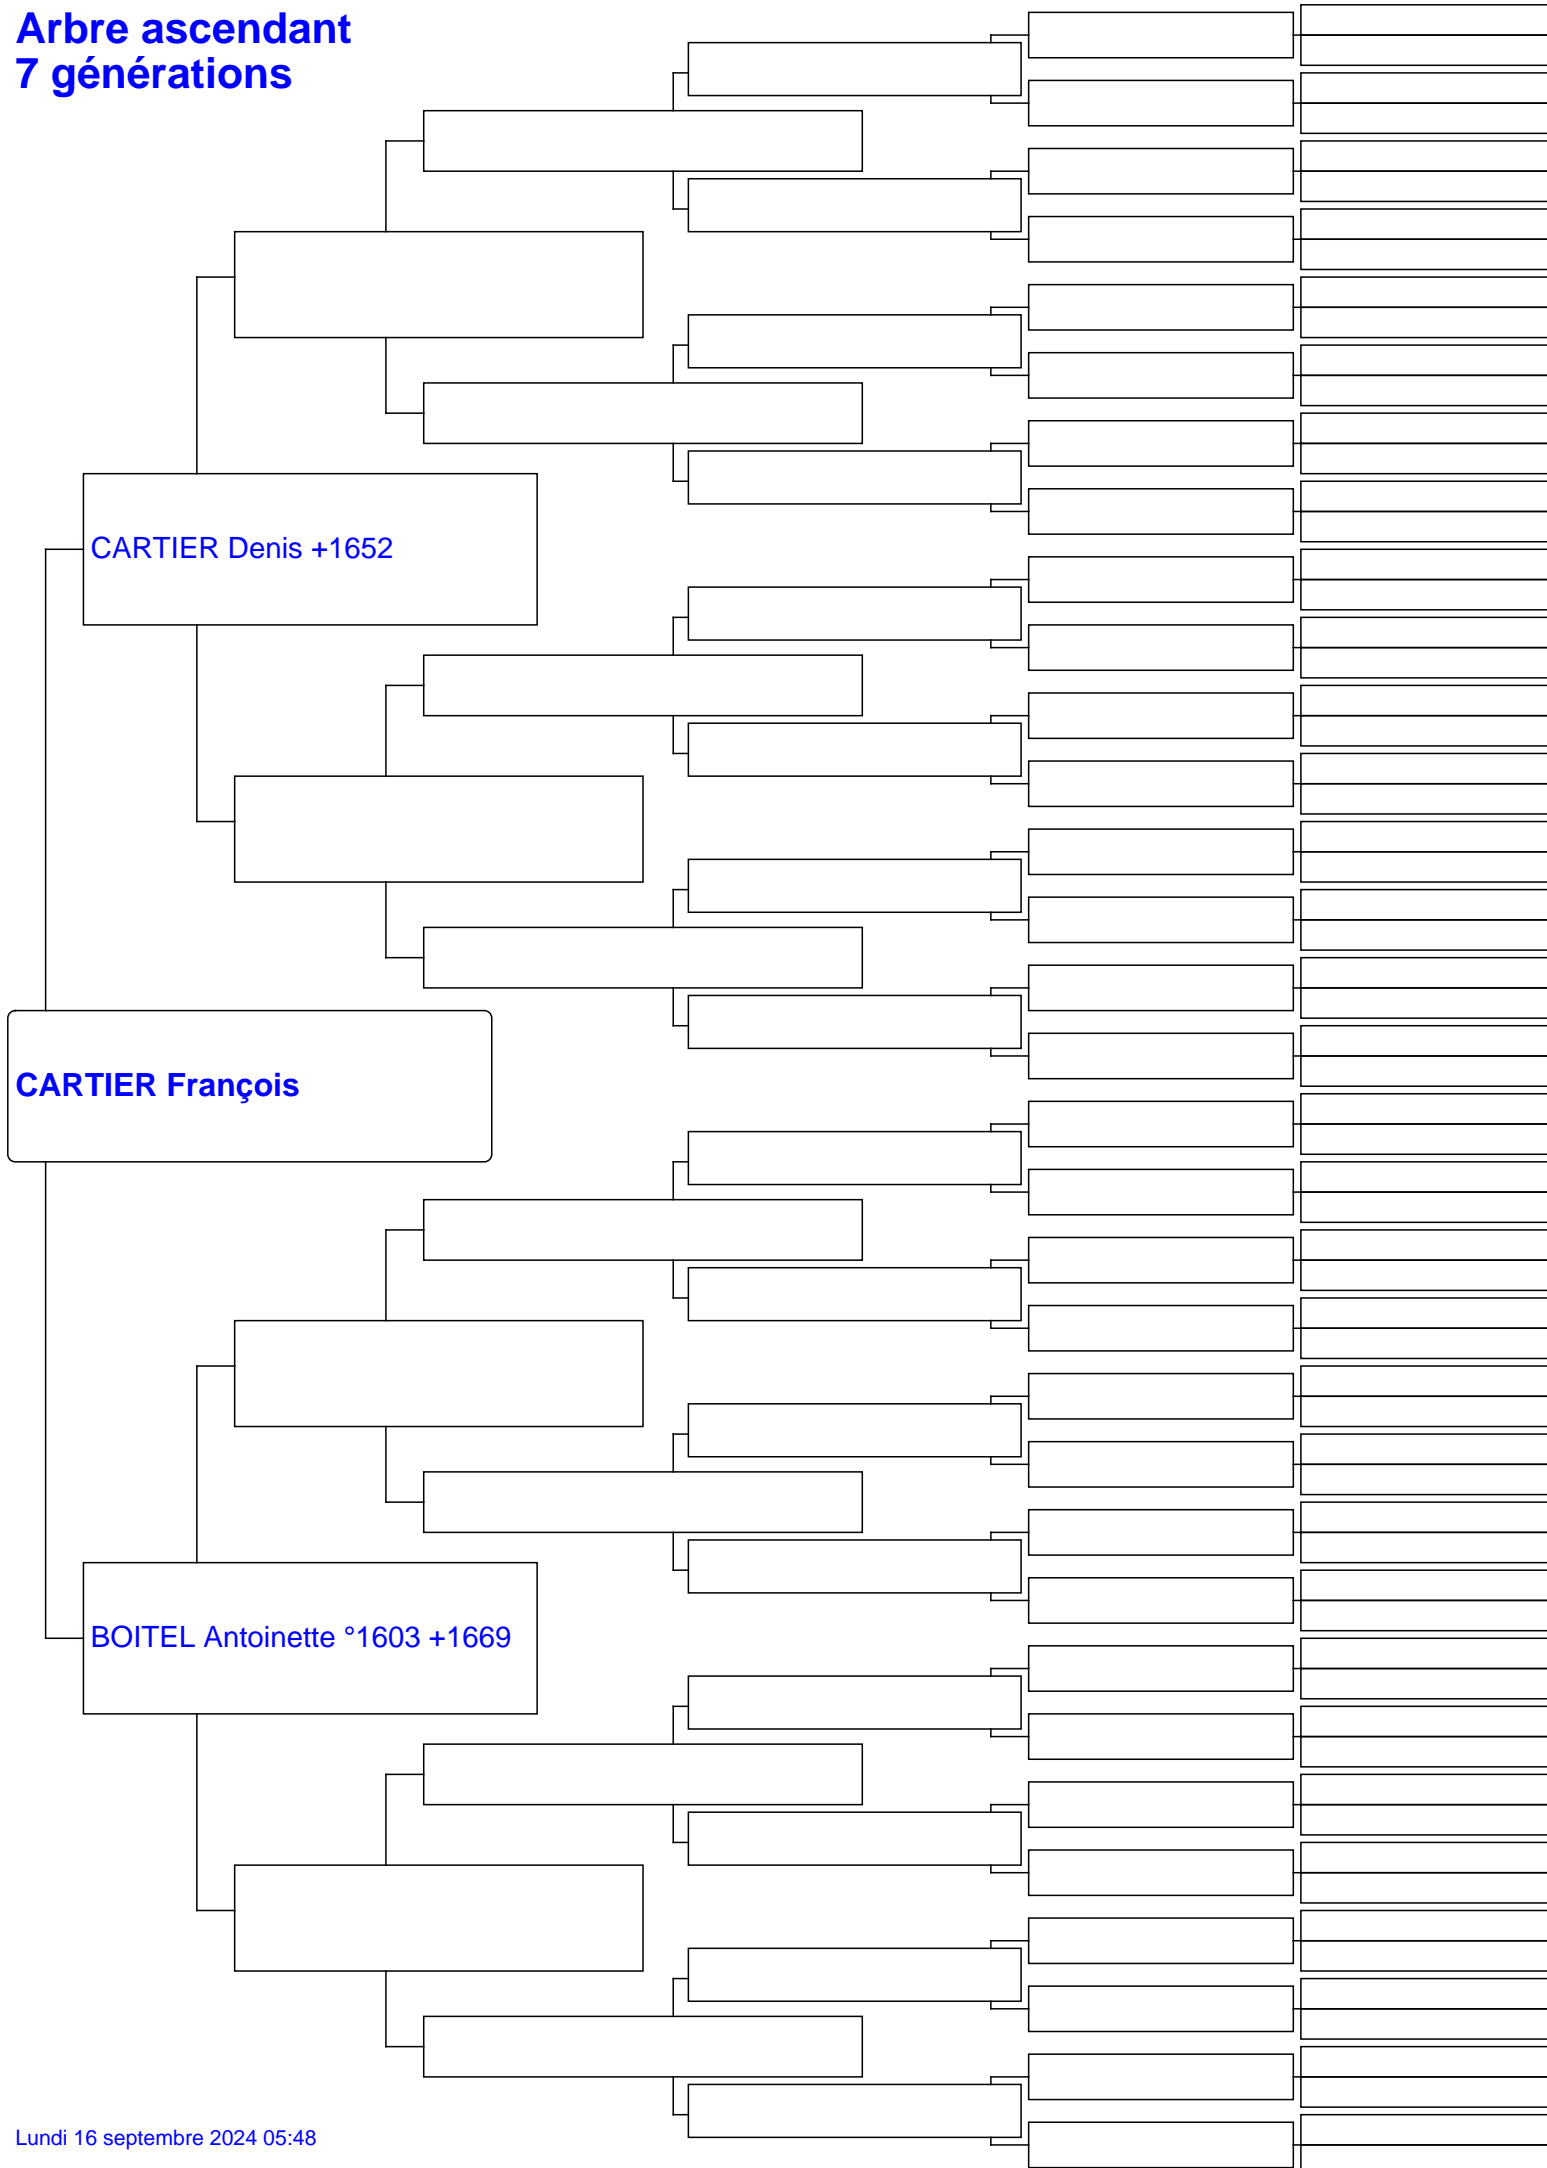 Arbre ascendant
7 générations
CARTIER Denis +1652
CARTIER François
BOITEL Antoinette °1603 +1669
Lundi 16 septembre 2024 05:48